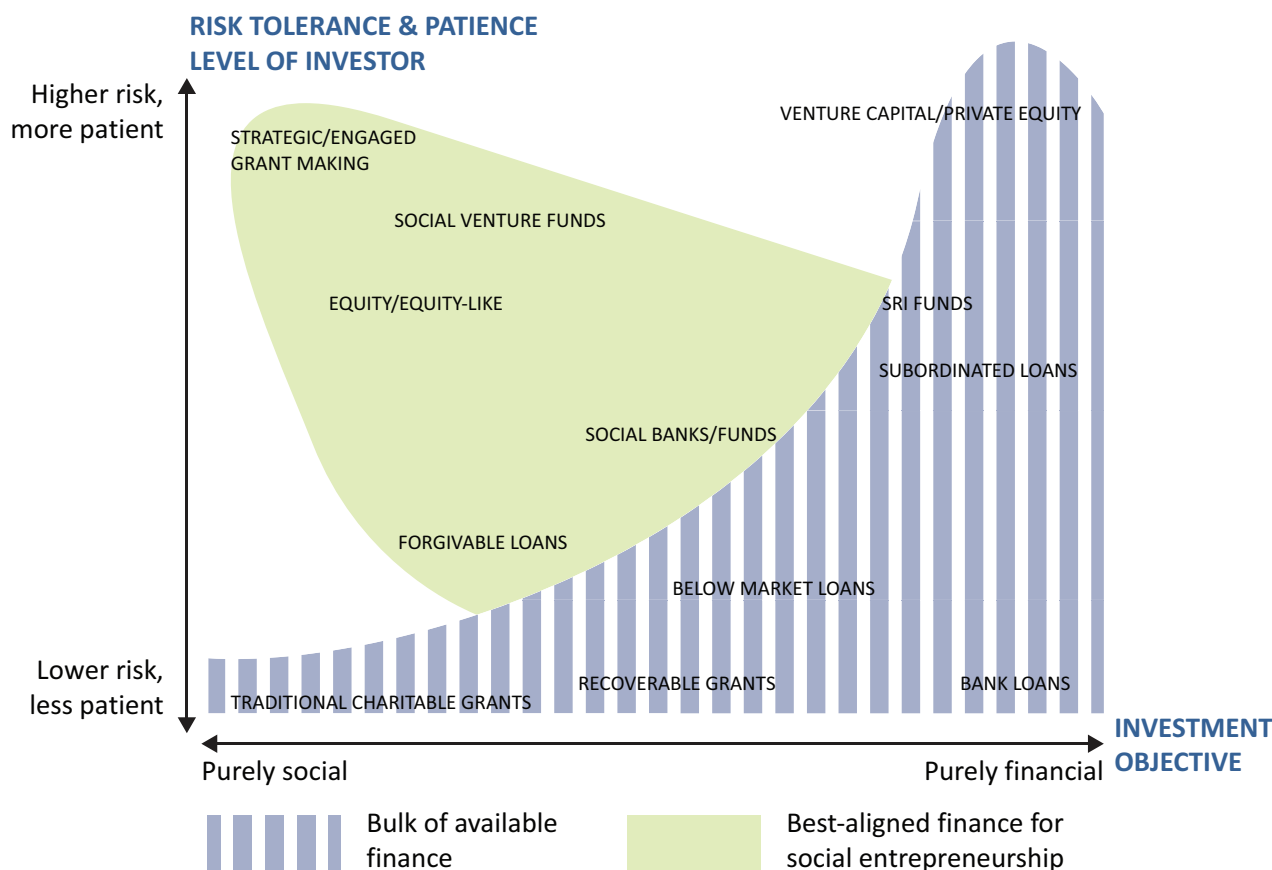 RISK TOLERANCE & PATIENCE
LEVEL OF INVESTOR
Higher risk,
more patient
VENTURE CAPITAL/PRIVATE EQUITY
STRATEGIC/ENGAGED
GRANT MAKING
SOCIAL VENTURE FUNDS
EQUITY/EQUITY-LIKE
SRI FUNDS
SUBORDINATED LOANS
SOCIAL BANKS/FUNDS
FORGIVABLE LOANS
BELOW MARKET LOANS
Lower risk,
less patient
RECOVERABLE GRANTS
BANK LOANS
TRADITIONAL CHARITABLE GRANTS
INVESTMENT
OBJECTIVE
Purely social
Purely financial
Bulk of available
finance
Best-aligned finance for
social entrepreneurship